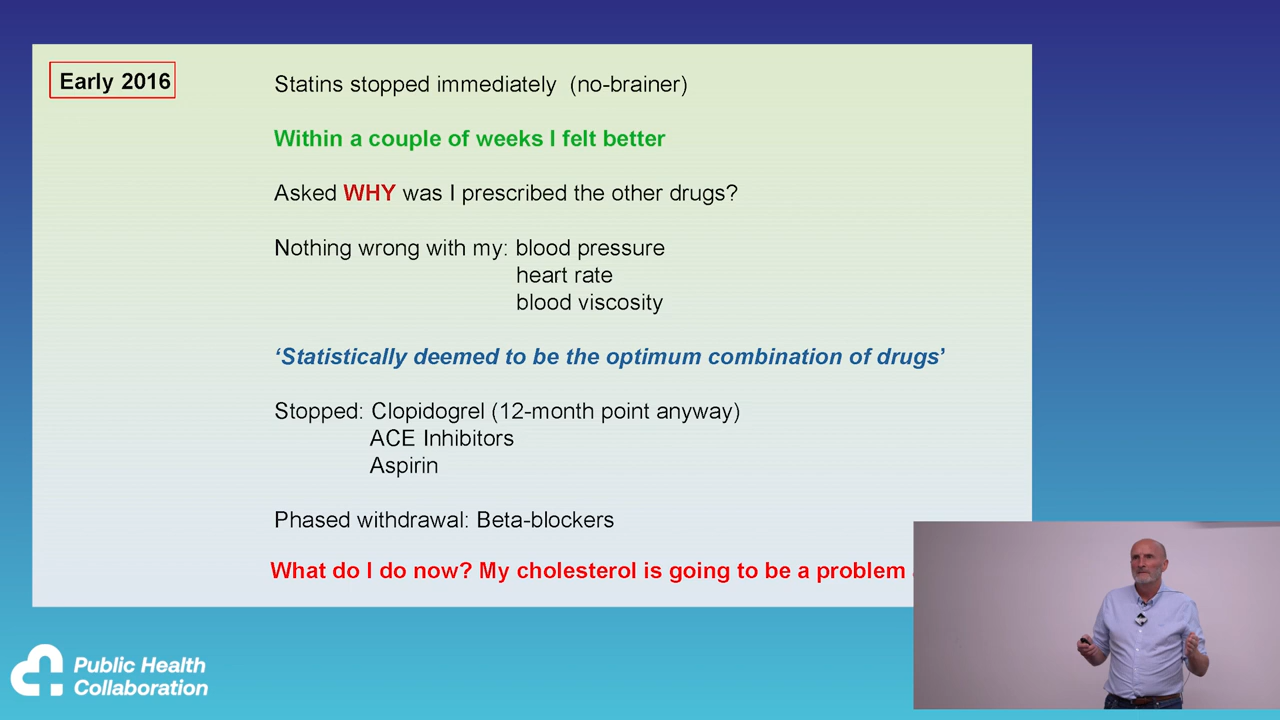 Early 2016
Statins stopped immediately (no-brainer)
Within a couple of weeks I felt better
Asked WHY was I prescribed the other drugs?
Nothing wrong with my: blood pressure
heart rate
blood viscosity
‘Statistically deemed to be the optimum combination of drugs’
Stopped: Clopidogrel (12-month point anyway)
ACE Inhibitors
Aspirin
Phased withdrawal: Beta-blockers
What do I do now? My cholesterol is going to be a problem
Public Health
Collaboration